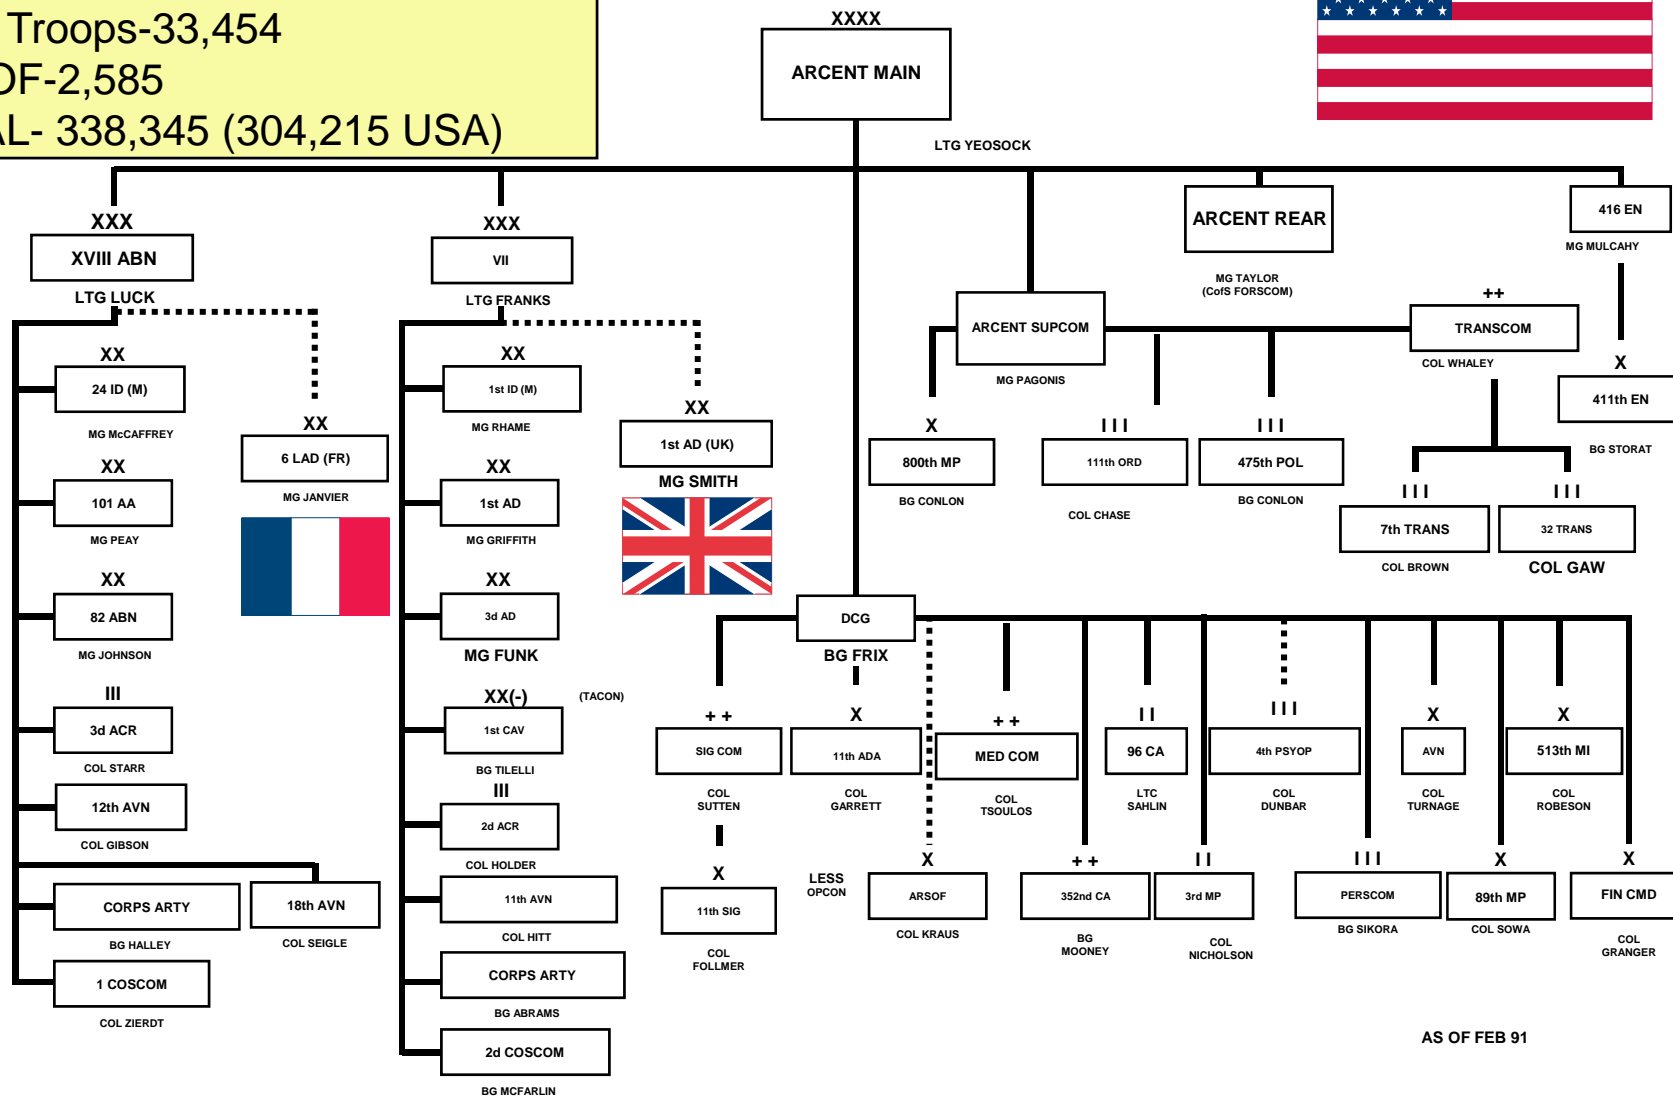 Troops-33,454
OF-2,585
AL- 338,345 (304,215 USA)
XXXX
ARCENT MAIN
LTG YEOSOCK
XXX
XVIII ABN
LTG LUCK
XX
24 ID (M)
MG McCAFFREY
XX
101 AA
MG PEAY
XX
82 ABN
MG JOHNSON
III
3d ACR
COL STARR
12th AVN
COL GIBSON
CORPS ARTY
BG HALLEY
18th AVN
COL SEIGLE
1 COSCOM
COL ZIERDT
XX
6 LAD (FR)
MG JANVIER
XXX
VII
LTG FRANKS
XX
1st ID (M)
MG RHAME
XX
1st AD
MG GRIFFITH
XX
3d AD
MG FUNK
XX(-)
(TACON)
1st CAV
BG TILELLI
III
2d ACR
COL HOLDER
11th AVN
COL HITT
CORPS ARTY
BG ABRAMS
2d COSCOM
BG MCFARLIN
XX
1st AD (UK)
MG SMITH
ARCENT SUPCOM
MG PAGONIS
X
800th MP
BG CONLON
I I I
111th ORD
COL CHASE
I I I
475th POL
BG CONLON
ARCENT REAR
MG TAYLOR
(CofS FORSCOM)
++
TRANSCOM
COL WHALEY
I I I
7th TRANS
COL BROWN
I I I
32 TRANS
COL GAW
416 EN
MG MULCAHY
X
411th EN
BG STORAT
DCG
BG FRIX
+ +
SIG COM
COL
SUTTEN
X
11th SIG
COL
FOLLMER
X
11th ADA
COL
GARRETT
LESS
OPCON
X
ARSOF
COL KRAUS
+ +
MED COM
COL
TSOULOS
+ +
352nd CA
BG
MOONEY
I I
96 CA
LTC
SAHLIN
I I
3rd MP
COL
NICHOLSON
I I I
4th PSYOP
COL
DUNBAR
I I I
PERSCOM
BG SIKORA
X
AVN
COL
TURNAGE
X
89th MP
COL SOWA
X
513th MI
COL
ROBESON
X
FIN CMD
COL
GRANGER
AS OF FEB 91